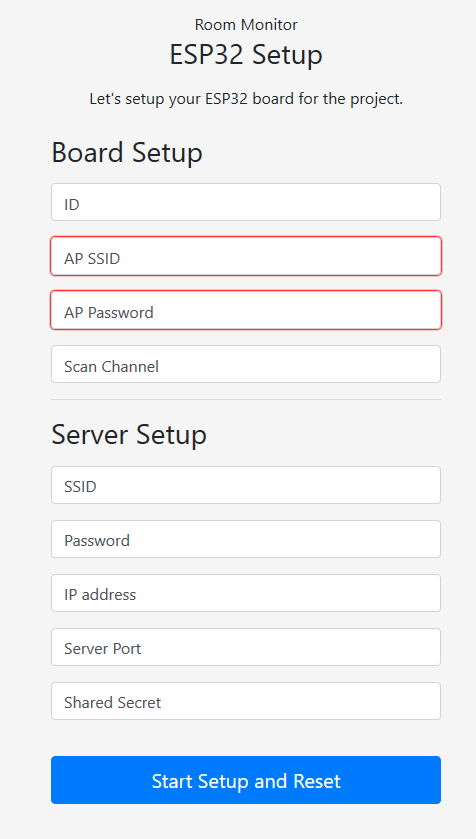 Room Monitor
ESP32 Setup
Let's setup your ESP32 board for the project.
Board Setup
ID
AP SSID
AP Password
Scan Channel
Server Setup
SSID
Password
IP address
Server Port
Shared Secret
Start Setup and Reset